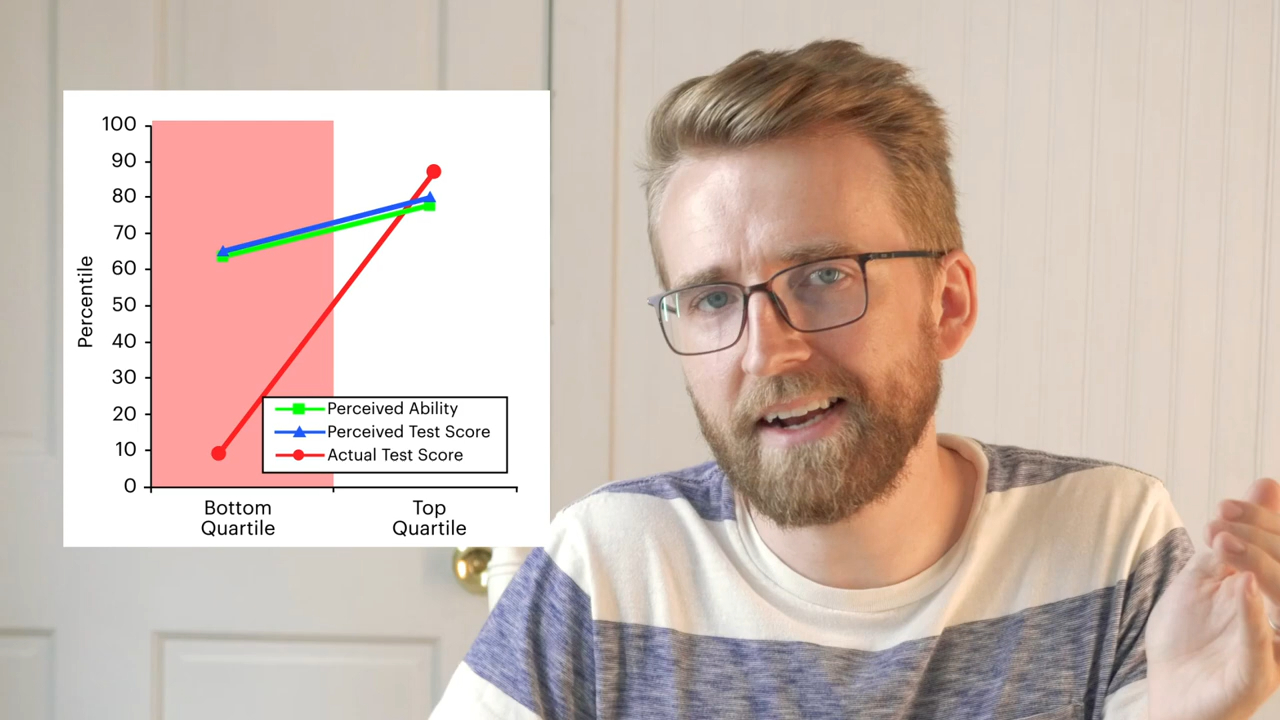 Percentile
100
90
80
70
60
50
40
30
20
10
0
Perceived Ability
Perceived Test Score
Actual Test Score
Bottom
Quartile
Top
Quartile